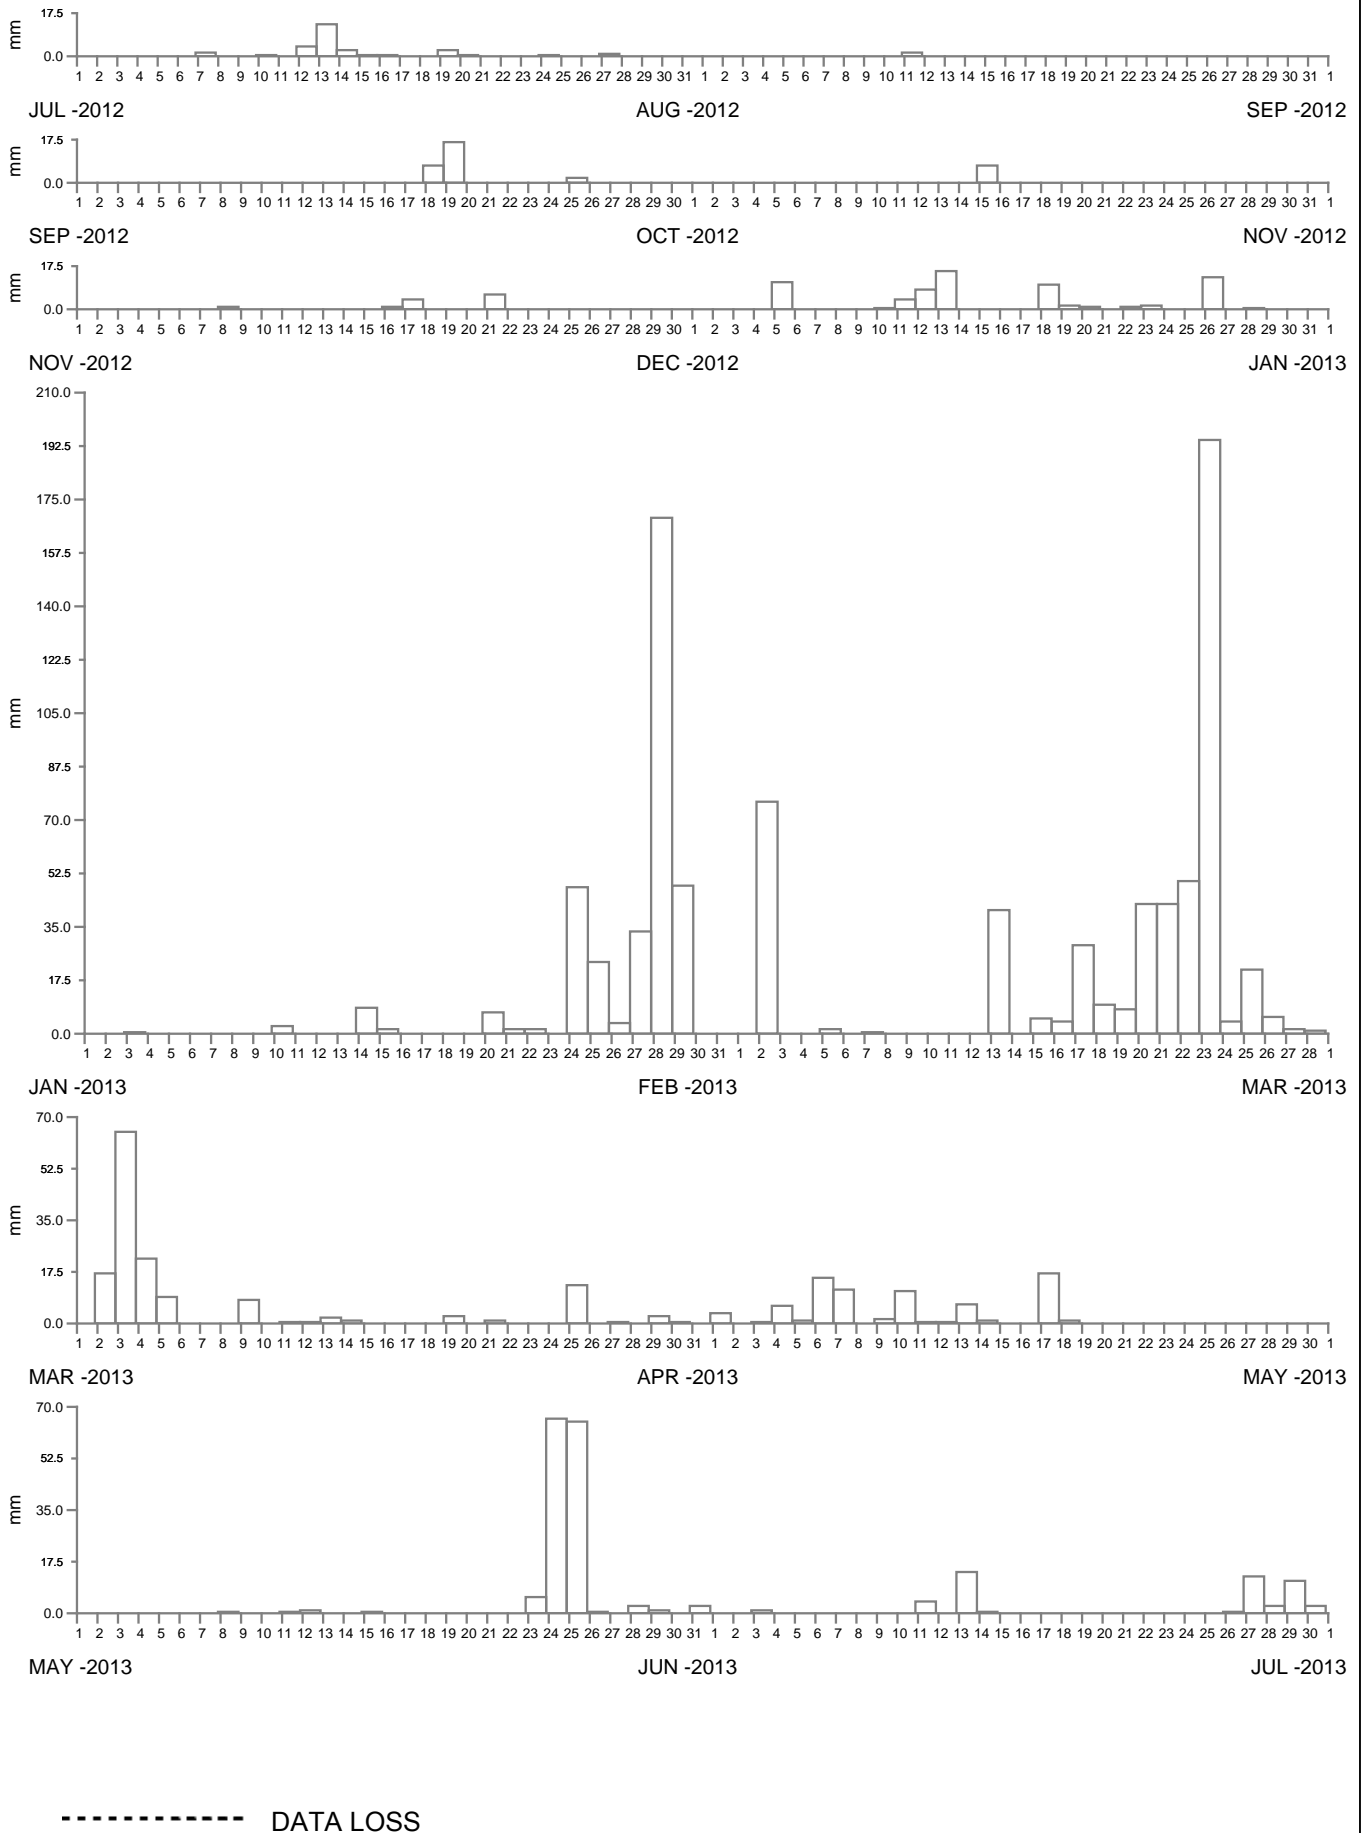 17.5
mm
0.0
1 2 3 4 5 6 7 8 9 10 11 12 13 14 15 16 17 18 19 20 21 22 23 24 25 26 27 28 29 30 31 1 2 3 4 5 6 7 8 9 10 11 12 13 14 15 16 17 18 19 20 21 22 23 24 25 26 27 28 29 30 31 1
JUL -2012 AUG -2012 SEP -2012
17.5
mm
0.0
1 2 3 4 5 6 7 8 9 10 11 12 13 14 15 16 17 18 19 20 21 22 23 24 25 26 27 28 29 30 1 2 3 4 5 6 7 8 9 10 11 12 13 14 15 16 17 18 19 20 21 22 23 24 25 26 27 28 29 30 31 1
SEP -2012 OCT -2012 NOV -2012
17.5
mm
0.0
1 2 3 4 5 6 7 8 9 10 11 12 13 14 15 16 17 18 19 20 21 22 23 24 25 26 27 28 29 30 1 2 3 4 5 6 7 8 9 10 11 12 13 14 15 16 17 18 19 20 21 22 23 24 25 26 27 28 29 30 31 1
NOV -2012 DEC -2012 JAN -2013
210.0
192.5
175.0
157.5
140.0
122.5
105.0
mm
87.5
70.0
52.5
35.0
17.5
0.0
1 2 3 4 5 6 7 8 9 10 11 12 13 14 15 16 17 18 19 20 21 22 23 24 25 26 27 28 29 30 31 1 2 3 4 5 6 7 8 9 10 11 12 13 14 15 16 17 18 19 20 21 22 23 24 25 26 27 28 1
JAN -2013 FEB -2013 MAR -2013
70.0
52.5
35.0
mm
17.5
0.0
1 2 3 4 5 6 7 8 9 10 11 12 13 14 15 16 17 18 19 20 21 22 23 24 25 26 27 28 29 30 31 1 2 3 4 5 6 7 8 9 10 11 12 13 14 15 16 17 18 19 20 21 22 23 24 25 26 27 28 29 30 1
MAR -2013 APR -2013 MAY -2013
70.0
52.5
35.0
mm
17.5
0.0
1 2 3 4 5 6 7 8 9 10 11 12 13 14 15 16 17 18 19 20 21 22 23 24 25 26 27 28 29 30 31 1 2 3 4 5 6 7 8 9 10 11 12 13 14 15 16 17 18 19 20 21 22 23 24 25 26 27 28 29 30 1
MAY -2013 JUN -2013 JUL -2013
DATA LOSS